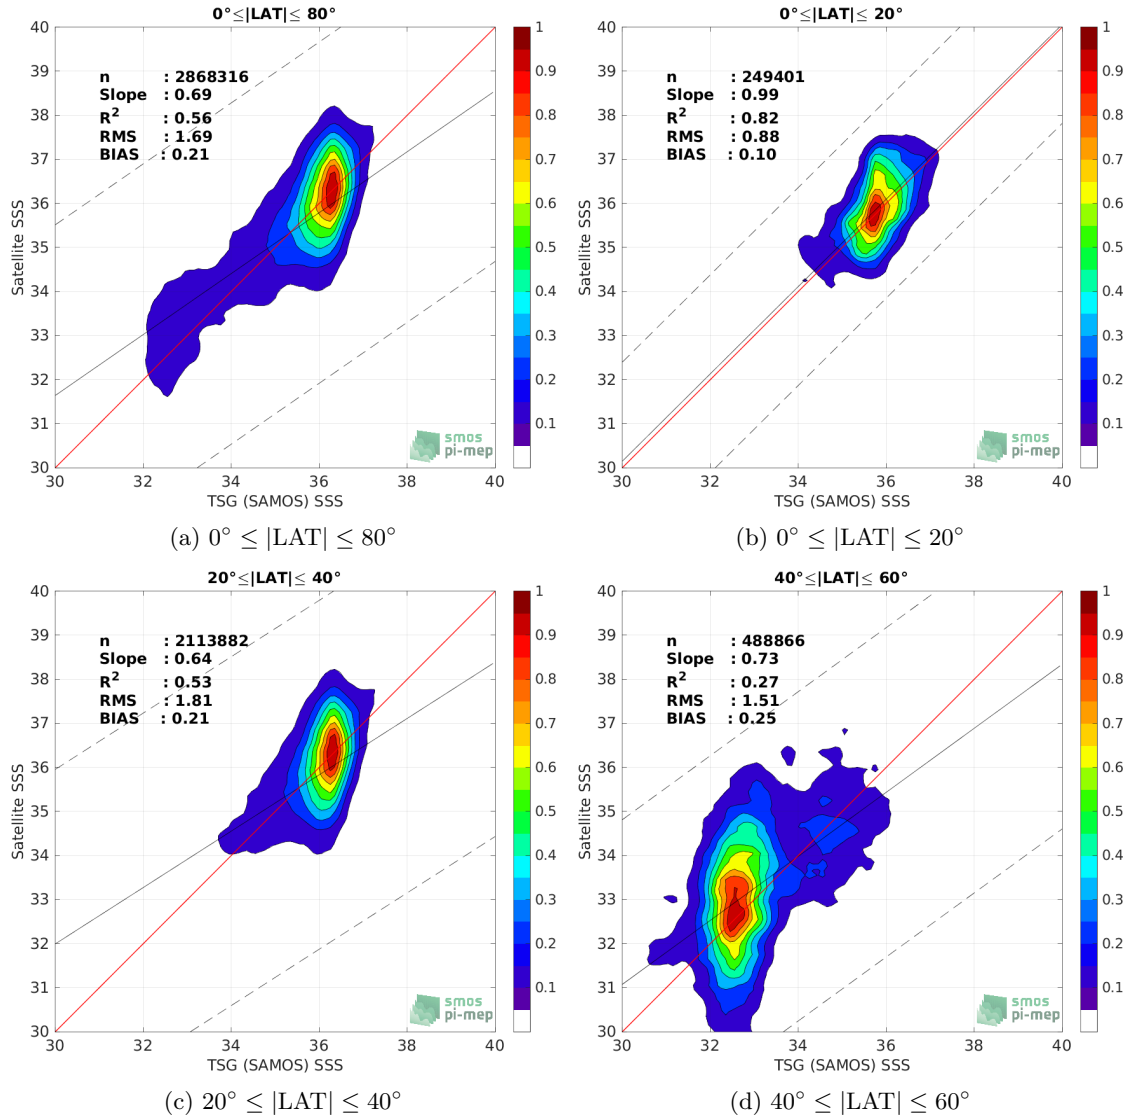 0°≤|LAT|≤ 80°
40
39
38
37
36
35
34
33
32
31
30
Satellite SSS
n : 2868316
Slope : 0.69
R2 : 0.56
RMS : 1.69
BIAS : 0.21
smos
pi-mep
30 32 34 36 38 40
TSG (SAMOS) SSS
1
0.9
0.8
0.7
0.6
0.5
0.4
0.3
0.2
0.1
(a) 0° ≤ |LAT| ≤ 80°
0°≤|LAT|≤ 20°
40
39
38
37
36
35
34
33
32
31
30
Satellite SSS
n : 249401
Slope : 0.99
R2 : 0.82
RMS : 0.88
BIAS : 0.10
smos
pi-mep
30 32 34 36 38 40
TSG (SAMOS) SSS
1
0.9
0.8
0.7
0.6
0.5
0.4
0.3
0.2
0.1
(b) 0° ≤ |LAT| ≤ 20°
20°≤|LAT|≤ 40°
40
39
38
37
36
35
34
33
32
31
30
Satellite SSS
n : 2113882
Slope : 0.64
R2 : 0.53
RMS : 1.81
BIAS : 0.21
smos
pi-mep
30 32 34 36 38 40
TSG (SAMOS) SSS
1
0.9
0.8
0.7
0.6
0.5
0.4
0.3
0.2
0.1
(c) 20° ≤ |LAT| ≤ 40°
40°≤|LAT|≤ 60°
40
39
38
37
36
35
34
33
32
31
30
Satellite SSS
n : 488866
Slope : 0.73
R2 : 0.27
RMS : 1.51
BIAS : 0.25
smos
pi-mep
30 32 34 36 38 40
TSG (SAMOS) SSS
1
0.9
0.8
0.7
0.6
0.5
0.4
0.3
0.2
0.1
(d) 40° ≤ |LAT| ≤ 60°